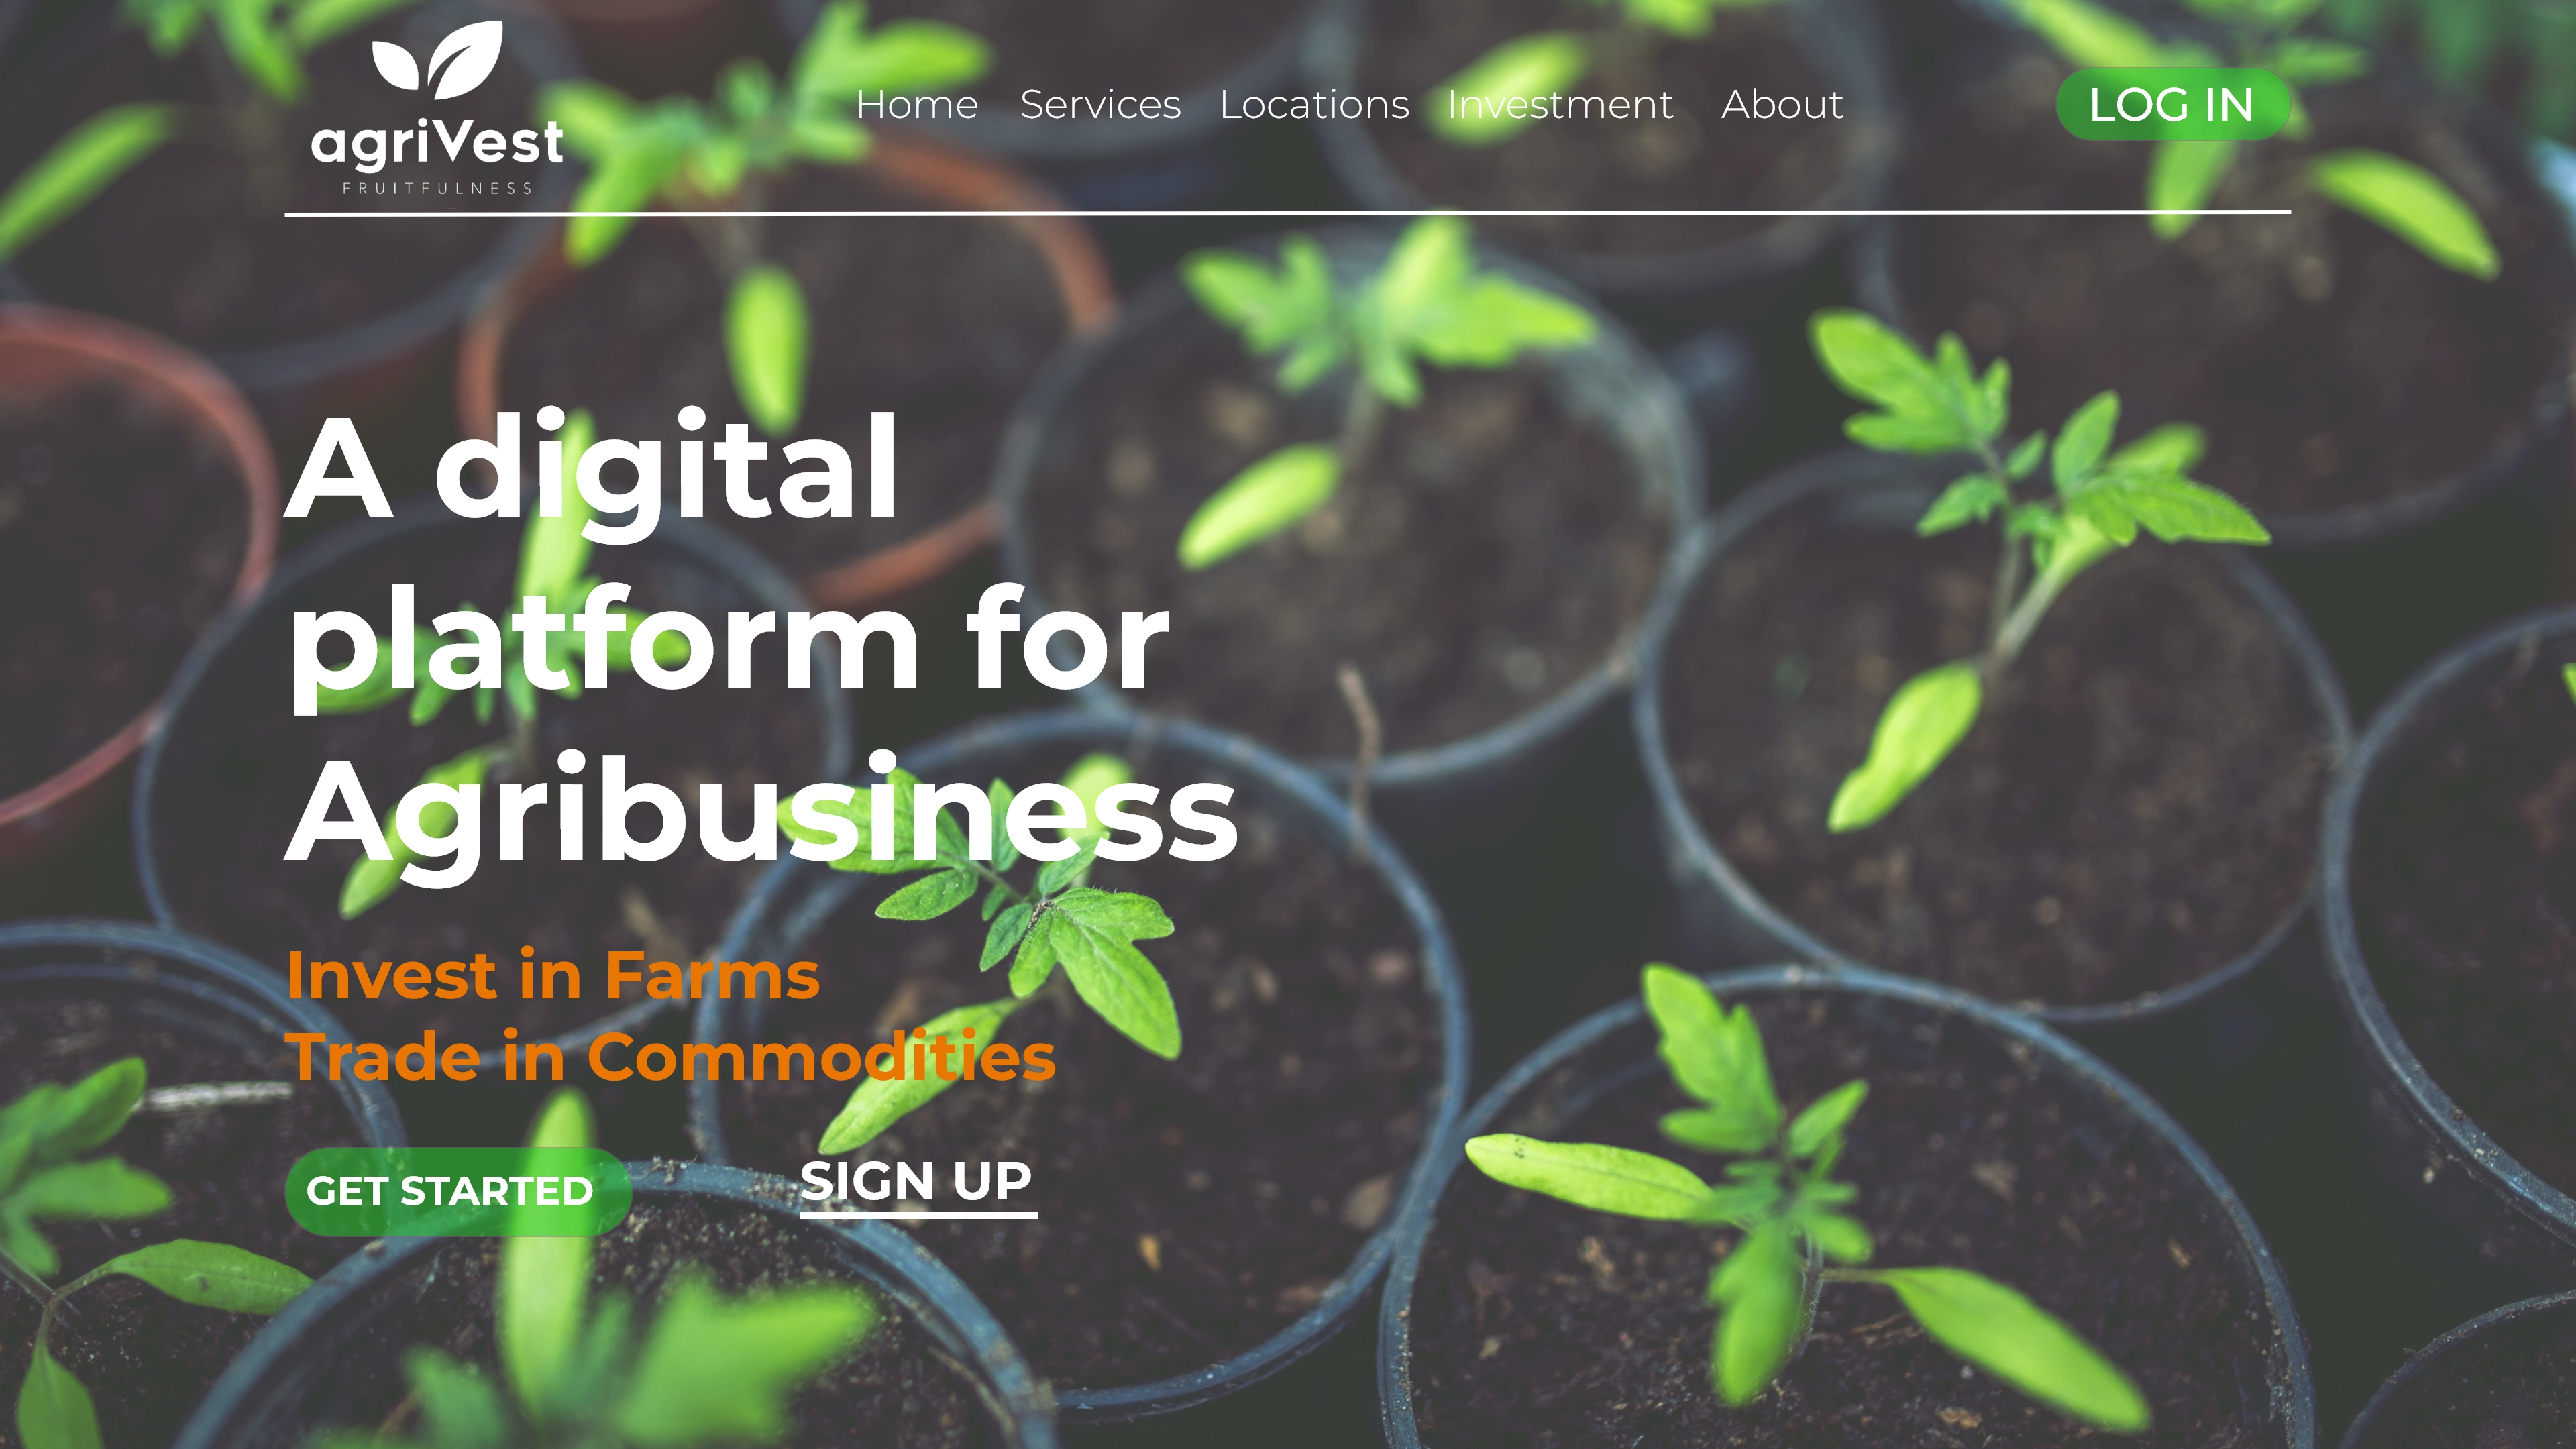 agriVest
FRUITFULNESS
Home Services Locations Investment About
LOG IN
A digital
platform for
Agribusiness
Invest in Farms
Trade in Commodities
GET STARTED
SIGN UP